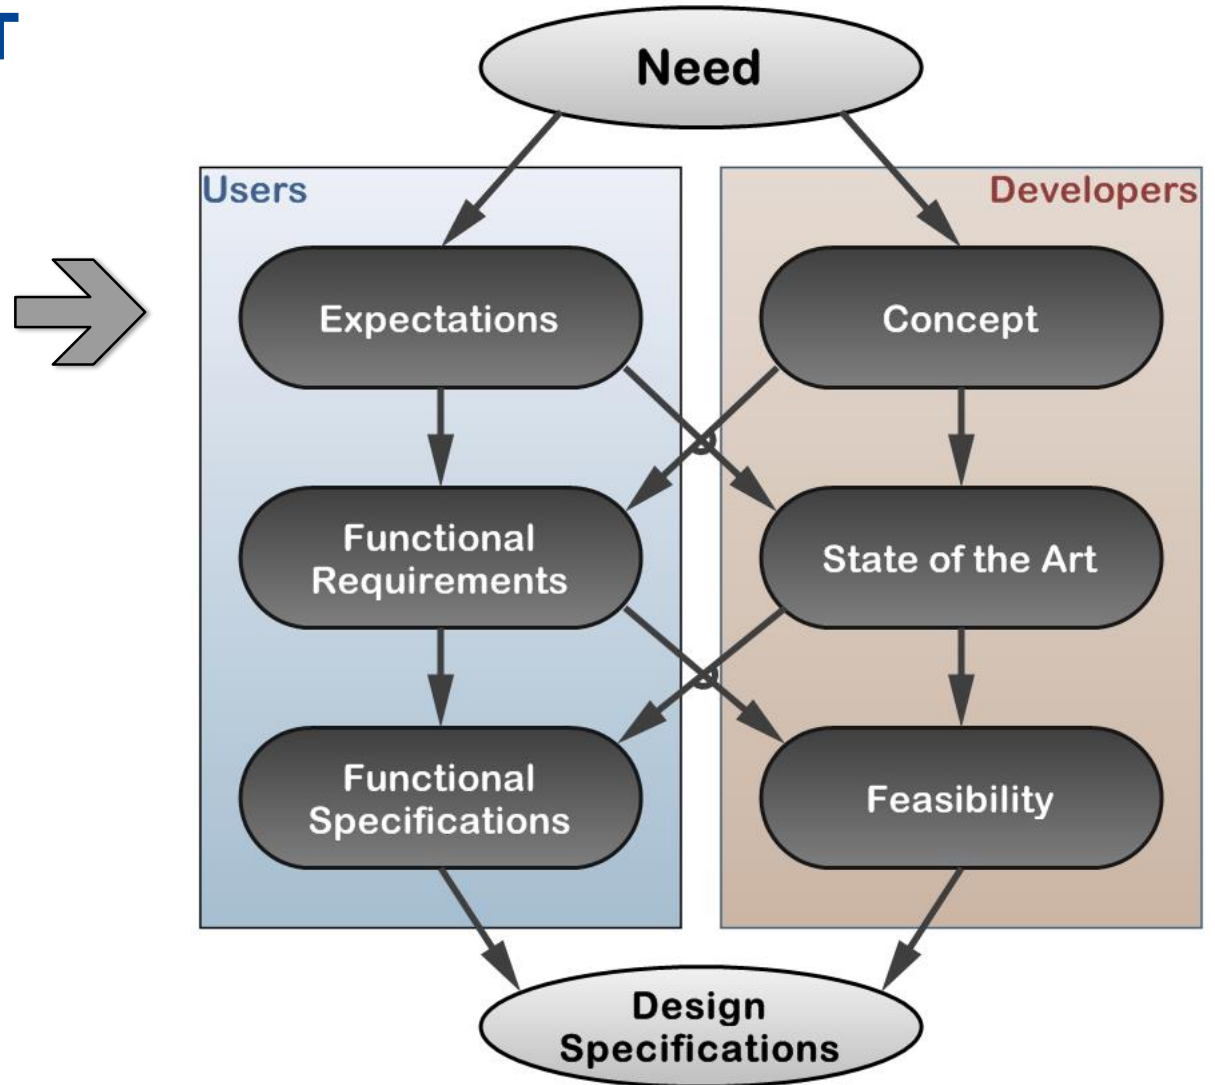 T
Need
Users
Developers
Expectations
Concept
Functional
Requirements
State of the Art
Functional
Specifications
Feasibility
Design
Specifications